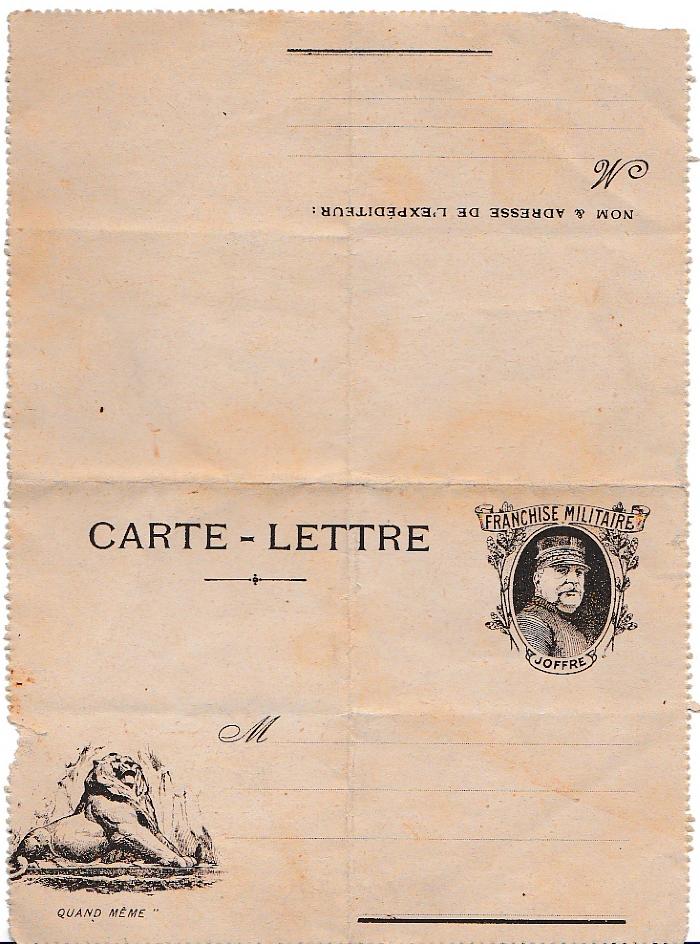 M
NOM & ADRESSE DE L'EXPÉDITEUR :
CARTE - LETTRE
FRANCHISE MILITAIRE
JOFFRE
M
QUAND MÊME "